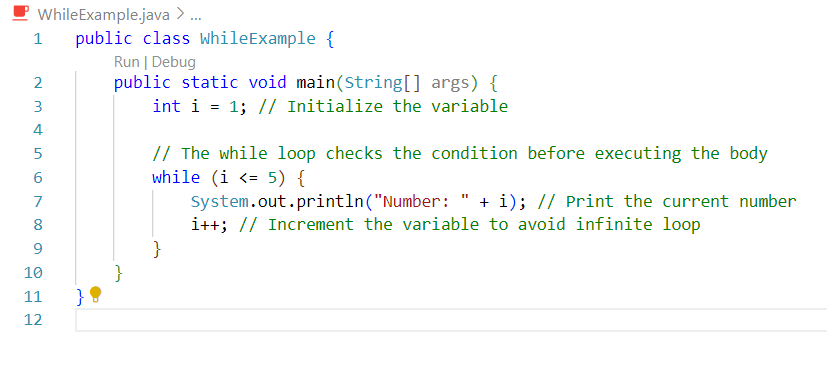 WhileExample.java > ...
1 public class WhileExample {
Run | Debug
2 public static void main(String[] args) {
3 int i = 1; // Initialize the variable
4
5 // The while loop checks the condition before executing the body
6 while (i <= 5) {
7 System.out.println("Number: " + i); // Print the current number
8 i++; // Increment the variable to avoid infinite loop
9 }
10 }
11 }
12